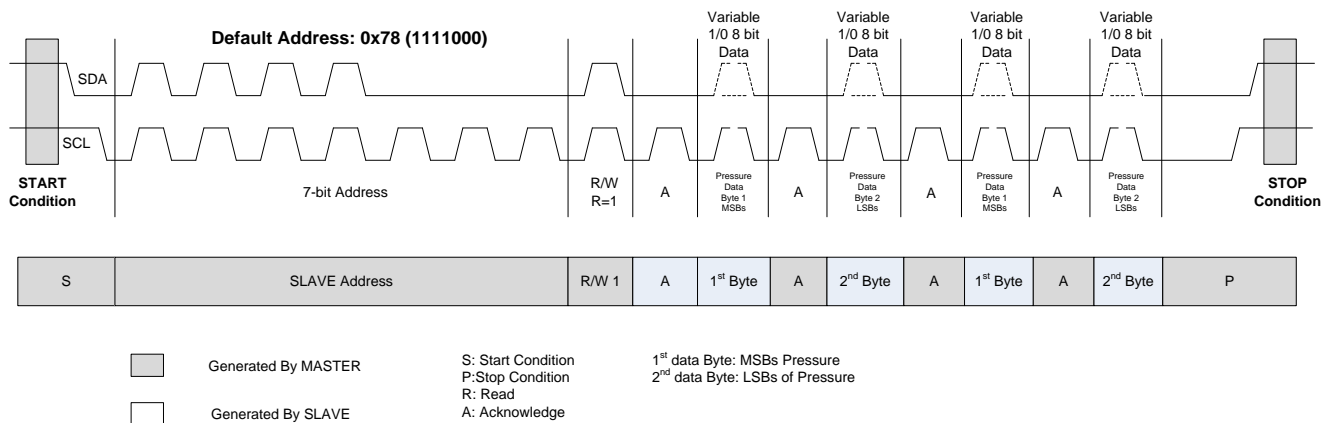 Default Address: 0x78 (1111000)
Variable
1/0 8 bit
Data
Variable
1/0 8 bit
Data
Variable
1/0 8 bit
Data
Variable
1/0 8 bit
Data
SDA
SCL
START
Condition
7-bit Address
R/W
R=1
A
Pressure
Data
Byte 1
MSBs
A
Pressure
Data
Byte 2
LSBs
A
Pressure
Data
Byte 1
MSBs
A
Pressure
Data
Byte 2
LSBs
STOP
Condition
S
SLAVE Address
R/W 1
A
1st Byte
A
2nd Byte
A
1st Byte
A
2nd Byte
P
Generated By MASTER
Generated By SLAVE
S: Start Condition
P:Stop Condition
R: Read
A: Acknowledge
1st data Byte: MSBs Pressure
2nd data Byte: LSBs of Pressure